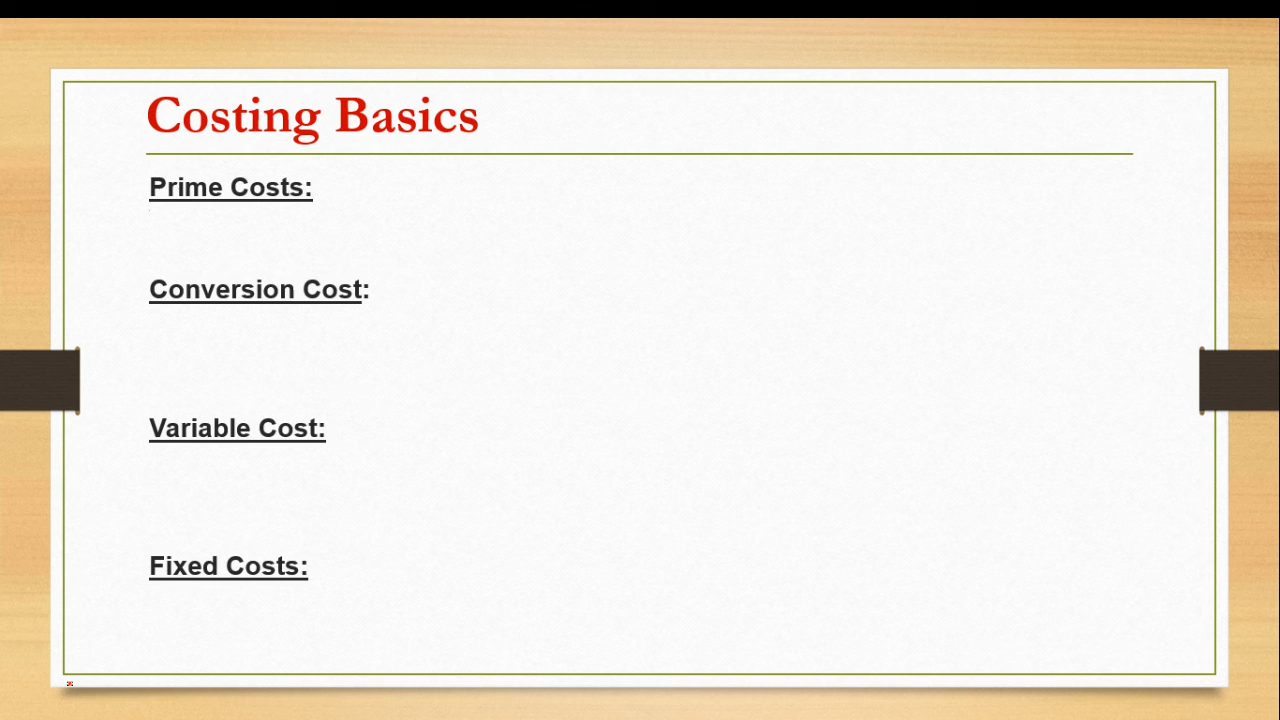 Costing Basics
Prime Costs:
Conversion Cost:
Variable Cost:
Fixed Costs: